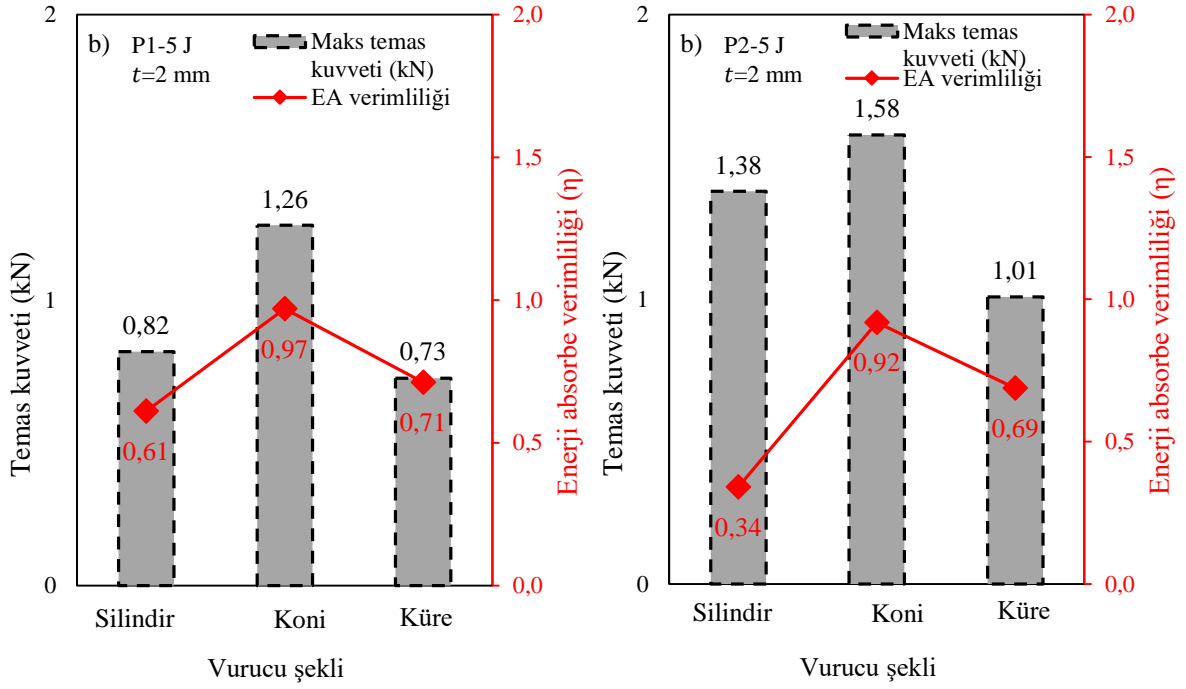 b)
P1-5 J
t=2 mm
Maks temas
kuvveti (kN)
EA verimliliği
Temas kuvveti (kN)
2
1
0
0,82
1,26
0,73
0,61
0,97
0,71
2,0
1,5
1,0
0,5
0,0
Enerji absorbe verimliliği (η)
Silindir
Koni
Küre
Vurucu şekli
b)
P2-5 J
t=2 mm
Maks temas
kuvveti (kN)
EA verimliliği
Temas kuvveti (kN)
2
1
0
1,38
1,58
1,01
0,34
0,92
0,69
2,0
1,5
1,0
0,5
0,0
Enerji absorbe verimliliği (η)
Silindir
Koni
Küre
Vurucu şekli